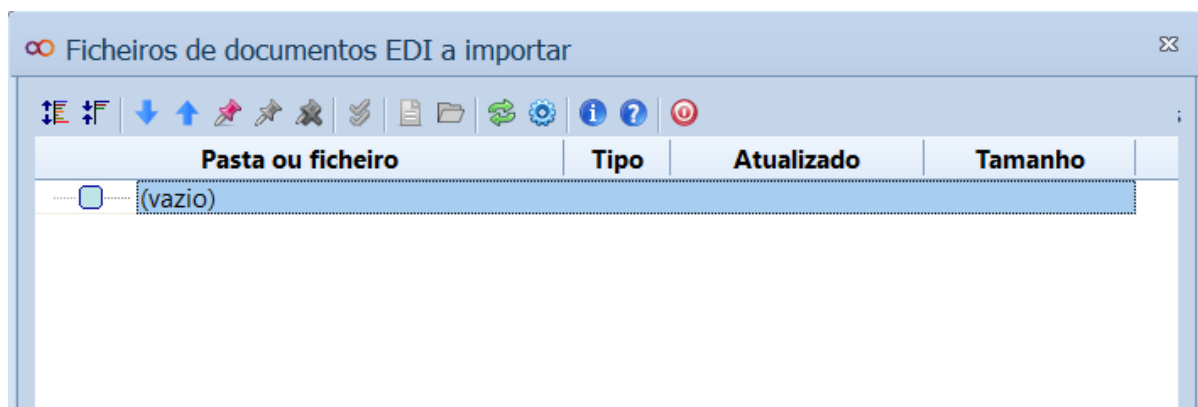 Ficheiros de documentos EDI a importar
Pasta ou ficheiro Tipo Atualizado Tamanho
(vazio)